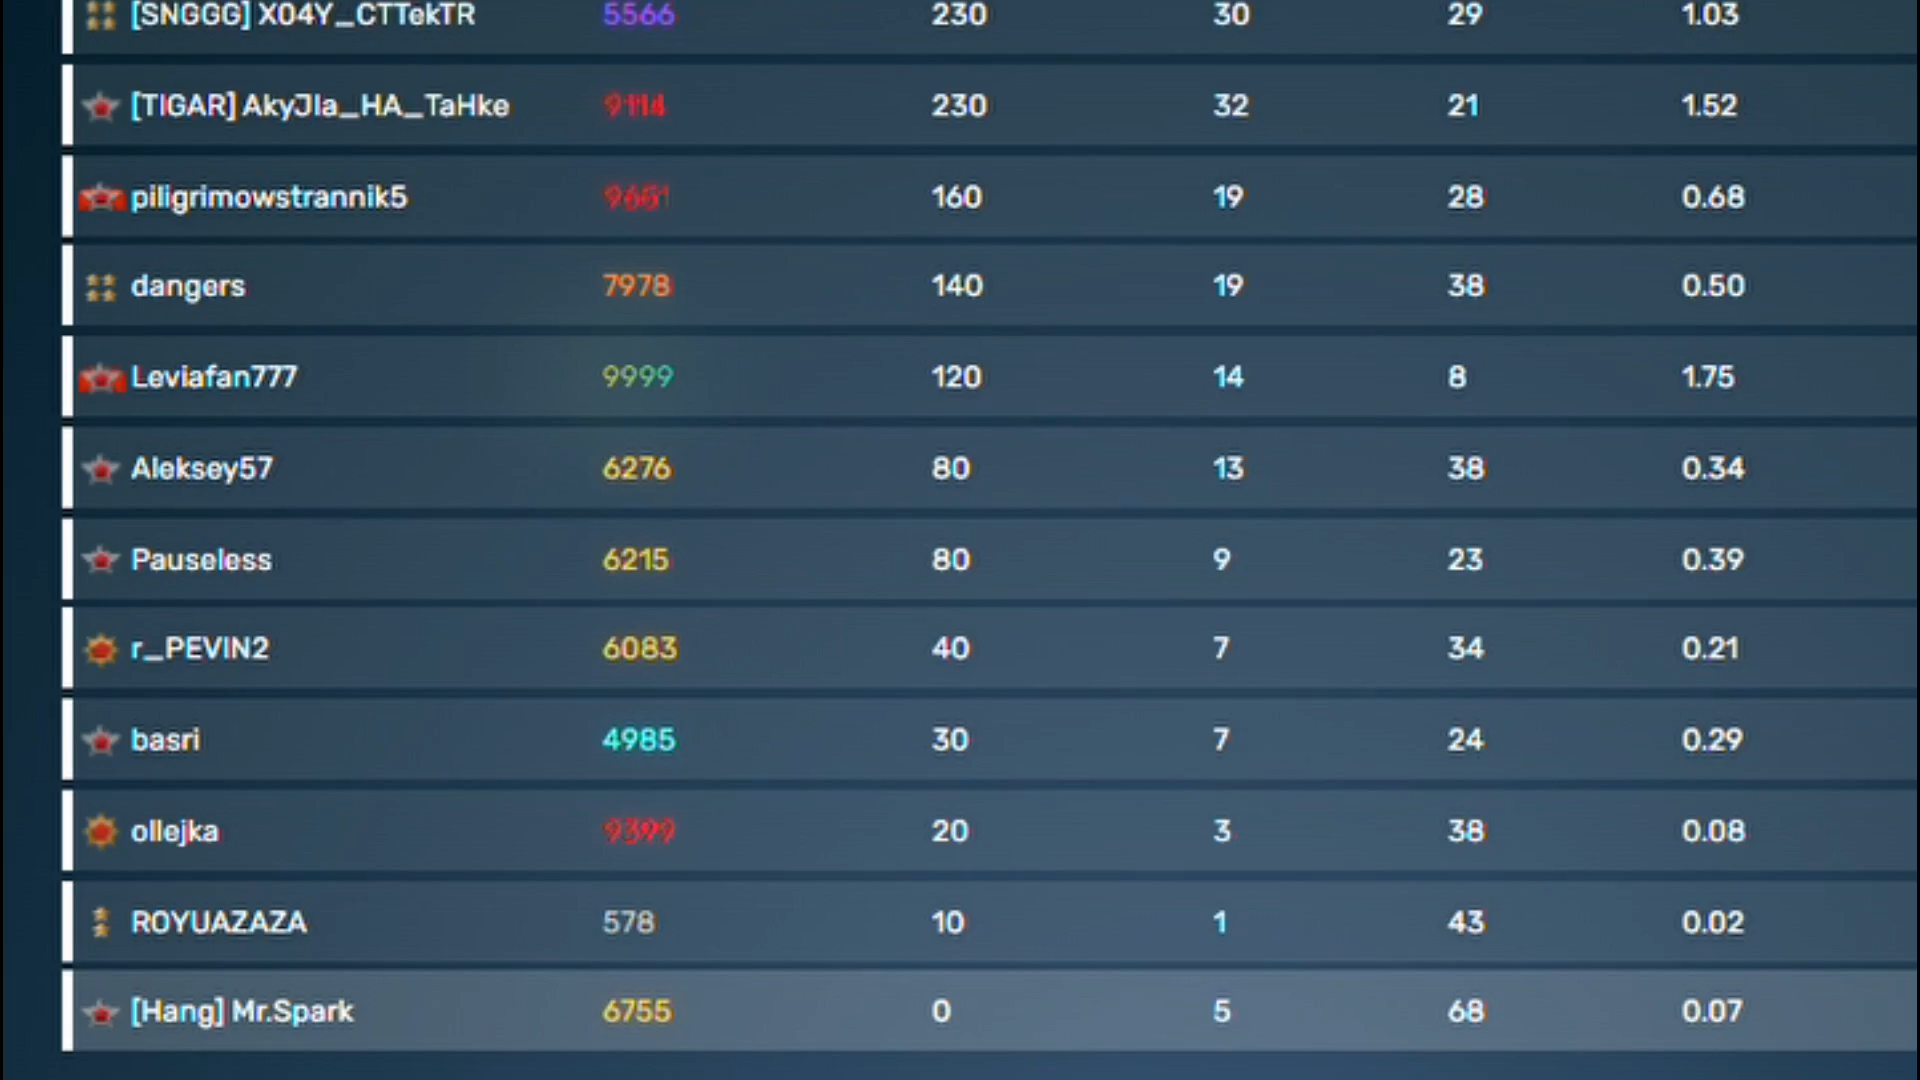 [SNGGG] X04Y_CTTekTR 5566 230 30 29 1.03
[TIGAR] AkyJIa_HA_TaHke 9114 230 32 21 1.52
piligrimowstrannik5 160 19 28 0.68
dangers 7978 140 19 38 0.50
Leviafan777 9999 120 14 8 1.75
Aleksey57 6276 80 13 38 0.34
Pauseless 6215 80 9 23 0.39
r_PEVIN2 6083 40 7 34 0.21
basri 4985 30 7 24 0.29
ollejka 9399 20 3 38 0.08
ROYUAZAZA 578 10 1 43 0.02
[Hang] Mr.Spark 6755 0 5 68 0.07